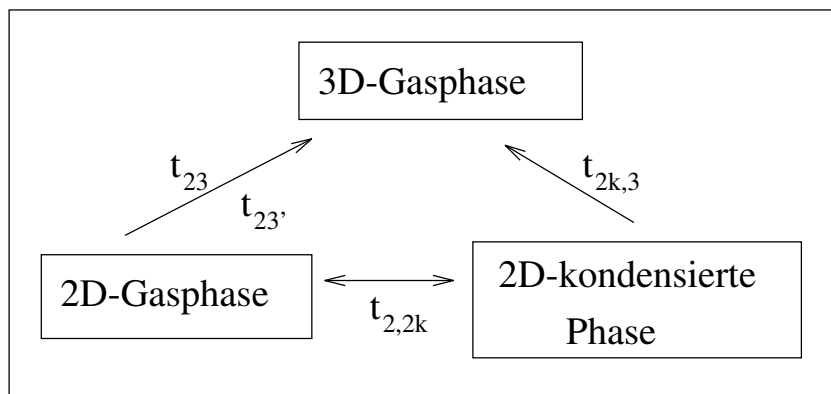 3D-Gasphase
t₂₃
t₂₃,
t₂ₖ,₃
2D-Gasphase
t₂,₂ₖ
2D-kondensierte
Phase